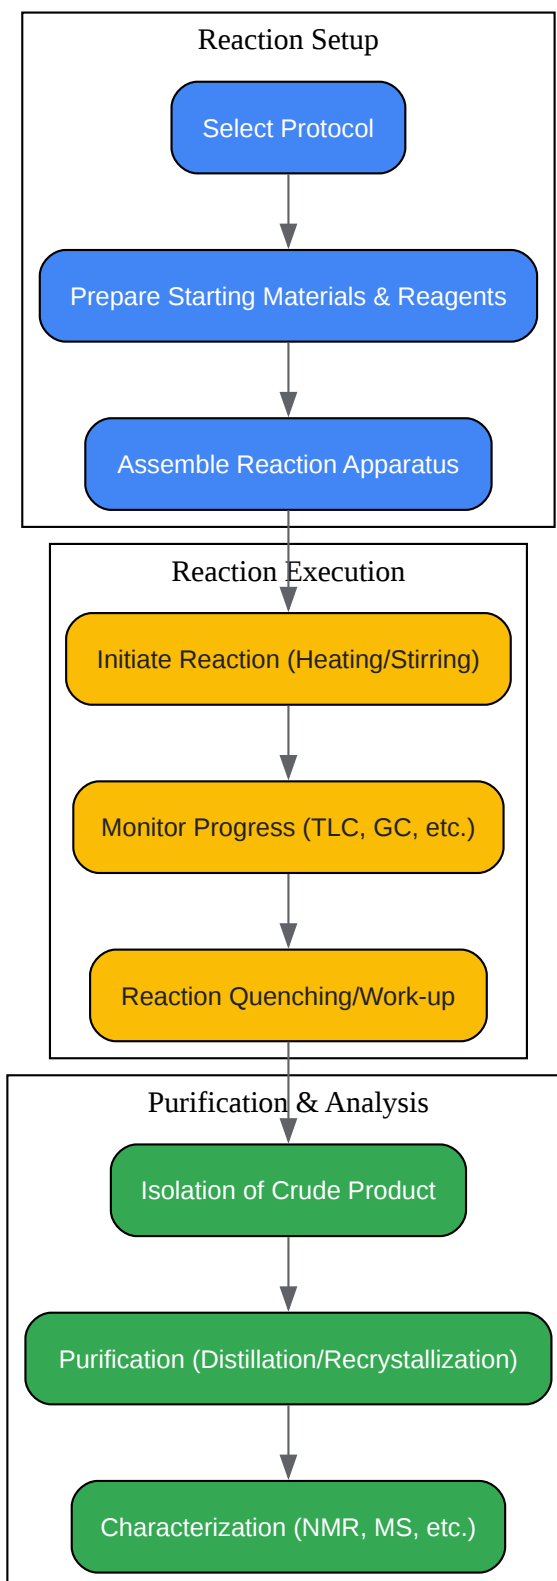 Reaction Setup
Select Protocol
Prepare Starting Materials & Reagents
Assemble Reaction Apparatus
Reaction Execution
Initiate Reaction (Heating/Stirring)
Monitor Progress (TLC, GC, etc.)
Reaction Quenching/Work-up
Purification & Analysis
Isolation of Crude Product
Purification (Distillation/Recrystallization)
Characterization (NMR, MS, etc.)